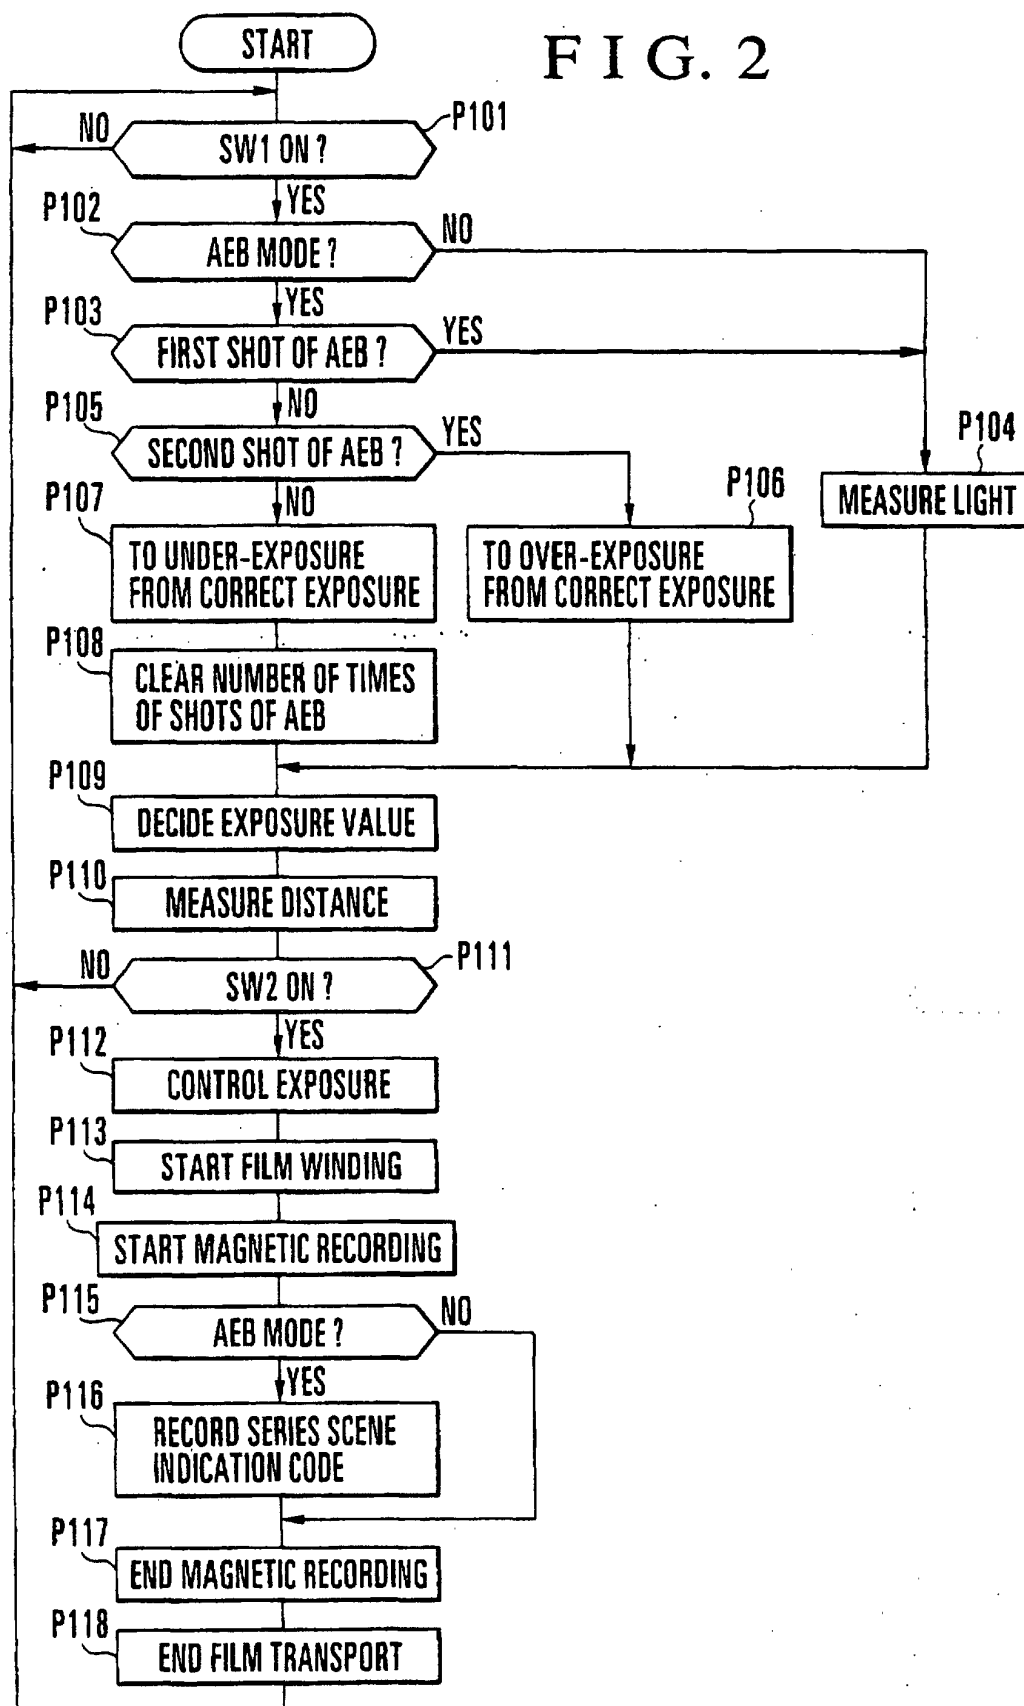 START
FIG. 2
P101
NO
SW1 ON ?
YES
P102
NO
AEB MODE ?
YES
P103
YES
FIRST SHOT OF AEB ?
NO
P105
YES
SECOND SHOT OF AEB ?
P104
MEASURE LIGHT
NO
P107
P106
TO UNDER-EXPOSURE
FROM CORRECT EXPOSURE
TO OVER-EXPOSURE
FROM CORRECT EXPOSURE
P108
CLEAR NUMBER OF TIMES
OF SHOTS OF AEB
P109
DECIDE EXPOSURE VALUE
P110
MEASURE DISTANCE
P111
NO
SW2 ON ?
YES
P112
CONTROL EXPOSURE
P113
START FILM WINDING
P114
START MAGNETIC RECORDING
P115
NO
AEB MODE ?
YES
P116
RECORD SERIES SCENE
INDICATION CODE
P117
END MAGNETIC RECORDING
P118
END FILM TRANSPORT